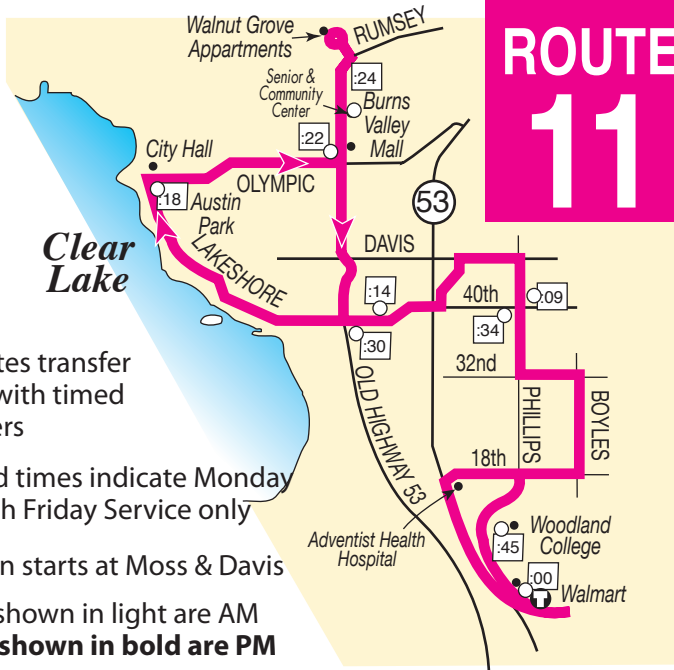 ROUTE
11
Walnut Grove
Appartments
RUMSEY
:24
Senior &
Community
Center
Burns
Valley
Mall
:22
City Hall
OLYMPIC
53
:18
Austin
Park
Clear
Lake
LAKESHORE
DAVIS
:14
40th
:09
:34
:30
32nd
OLD HIGHWAY 53
PHILLIPS
BOYLES
18th
Adventist Health
Hospital
Woodland
College
:45
:00
T
Walmart
tes transfer
with timed
ers
d times indicate Monday
h Friday Service only
n starts at Moss & Davis
shown in light are AM
shown in bold are PM